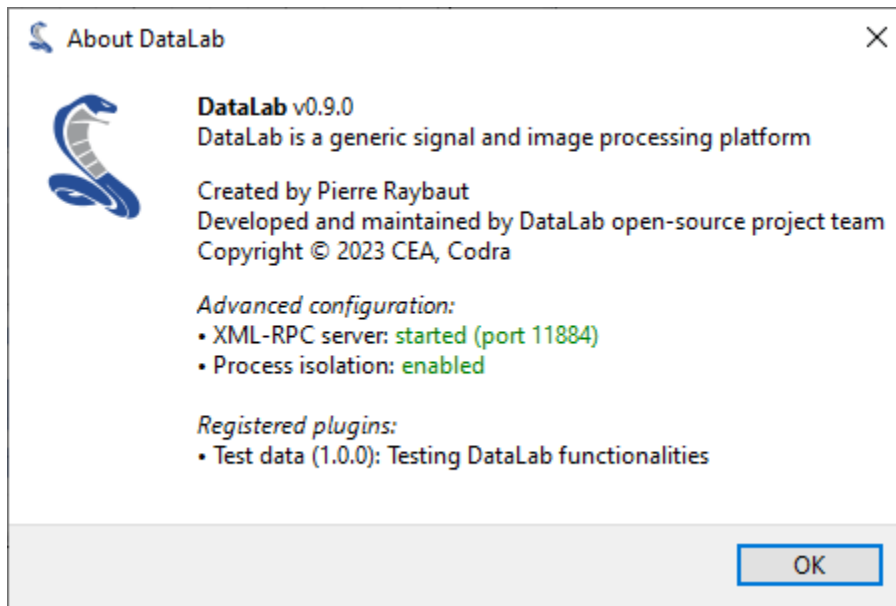 About DataLab
DataLab v0.9.0
DataLab is a generic signal and image processing platform
Created by Pierre Raybaut
Developed and maintained by DataLab open-source project team
Copyright © 2023 CEA, Codra
Advanced configuration:
• XML-RPC server: started (port 11884)
• Process isolation: enabled
Registered plugins:
• Test data (1.0.0): Testing DataLab functionalities
OK